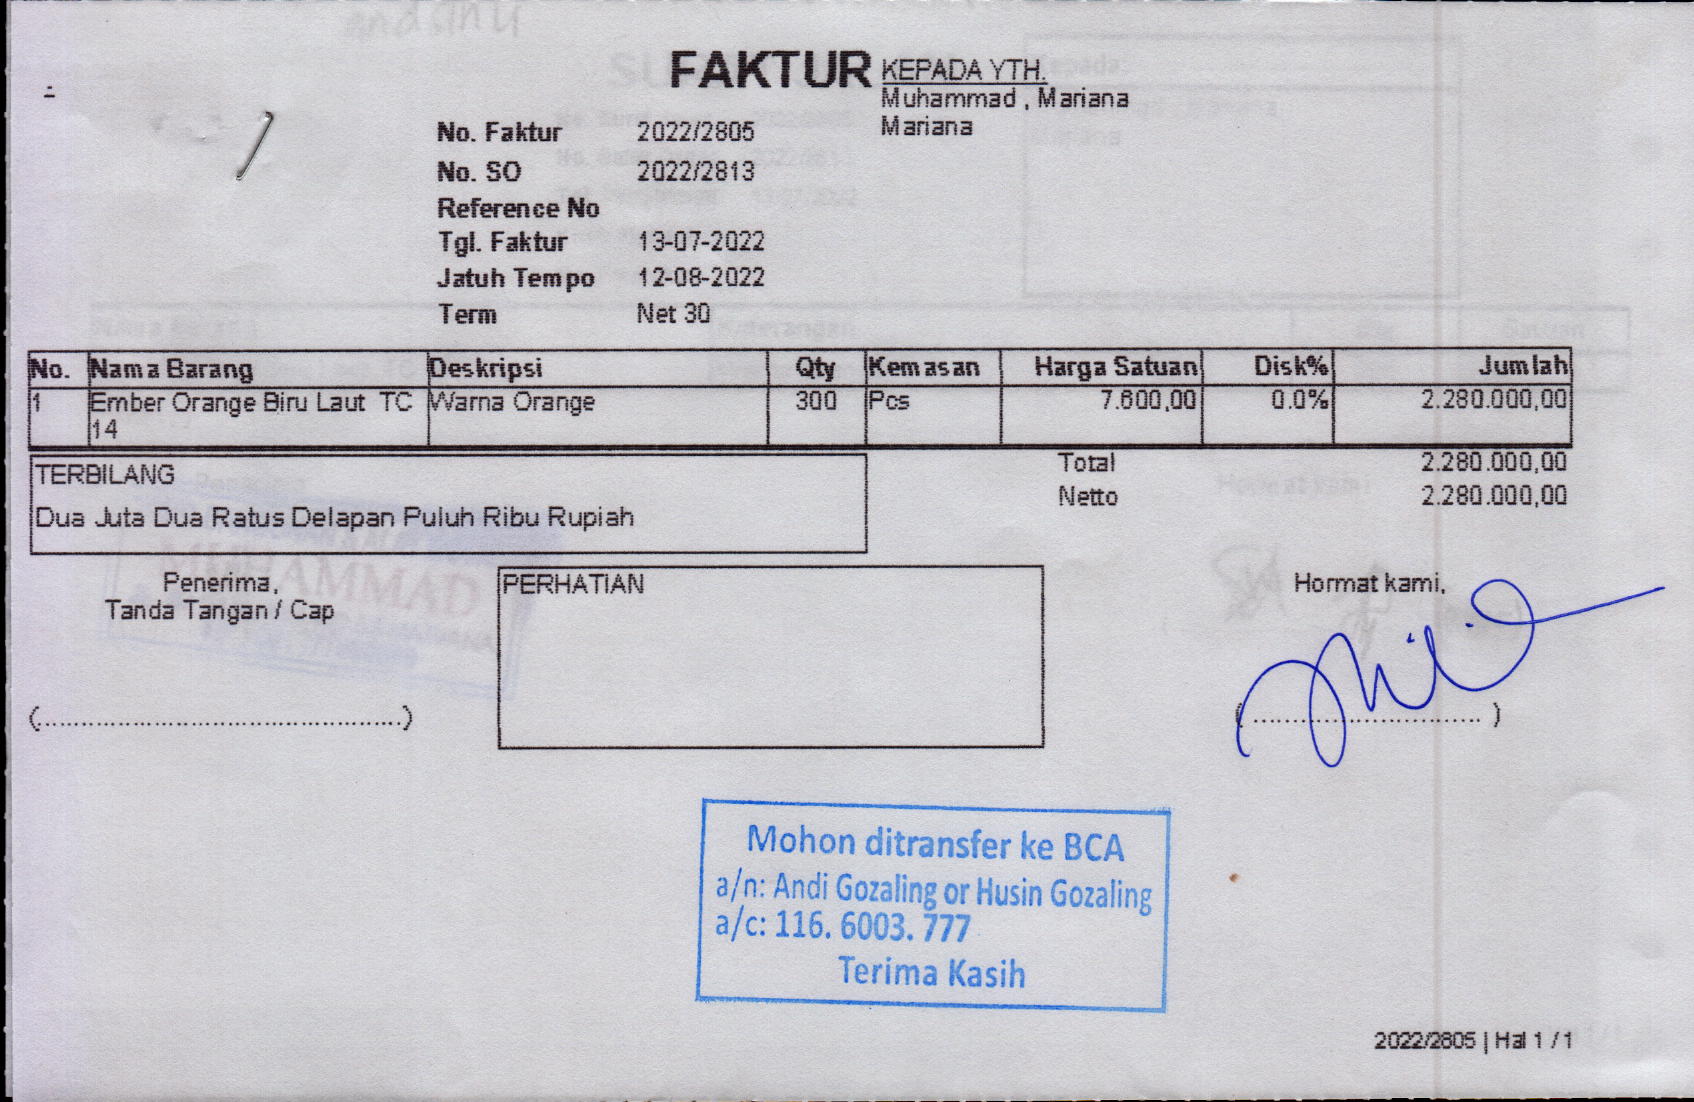 FAKTUR
KEPADA YTH.
Muhammad , Mariana
Mariana
No. Faktur 2022/2805
No. SO 2022/2813
Reference No
Tgl. Faktur 13-07-2022
Jatuh Tempo 12-08-2022
Term Net 30
No. Nama Barang Deskripsi Qty Kemasan Harga Satuan Disk% Jumlah
1 Ember Orange Biru Laut TC Warna Orange 300 Pcs 7.600,00 0.0% 2.280.000,00
14
Total 2.280.000,00
Netto 2.280.000,00
TERBILANG
Dua Juta Dua Ratus Delapan Puluh Ribu Rupiah
Penerima,
Tanda Tangan / Cap
(................................................)
PERHATIAN
Hormat kami,
( ............................. )
Mohon ditransfer ke BCA
a/n: Andi Gozaling or Husin Gozaling
a/c: 116. 6003. 777
Terima Kasih
2022/2805 | Hal 1 / 1